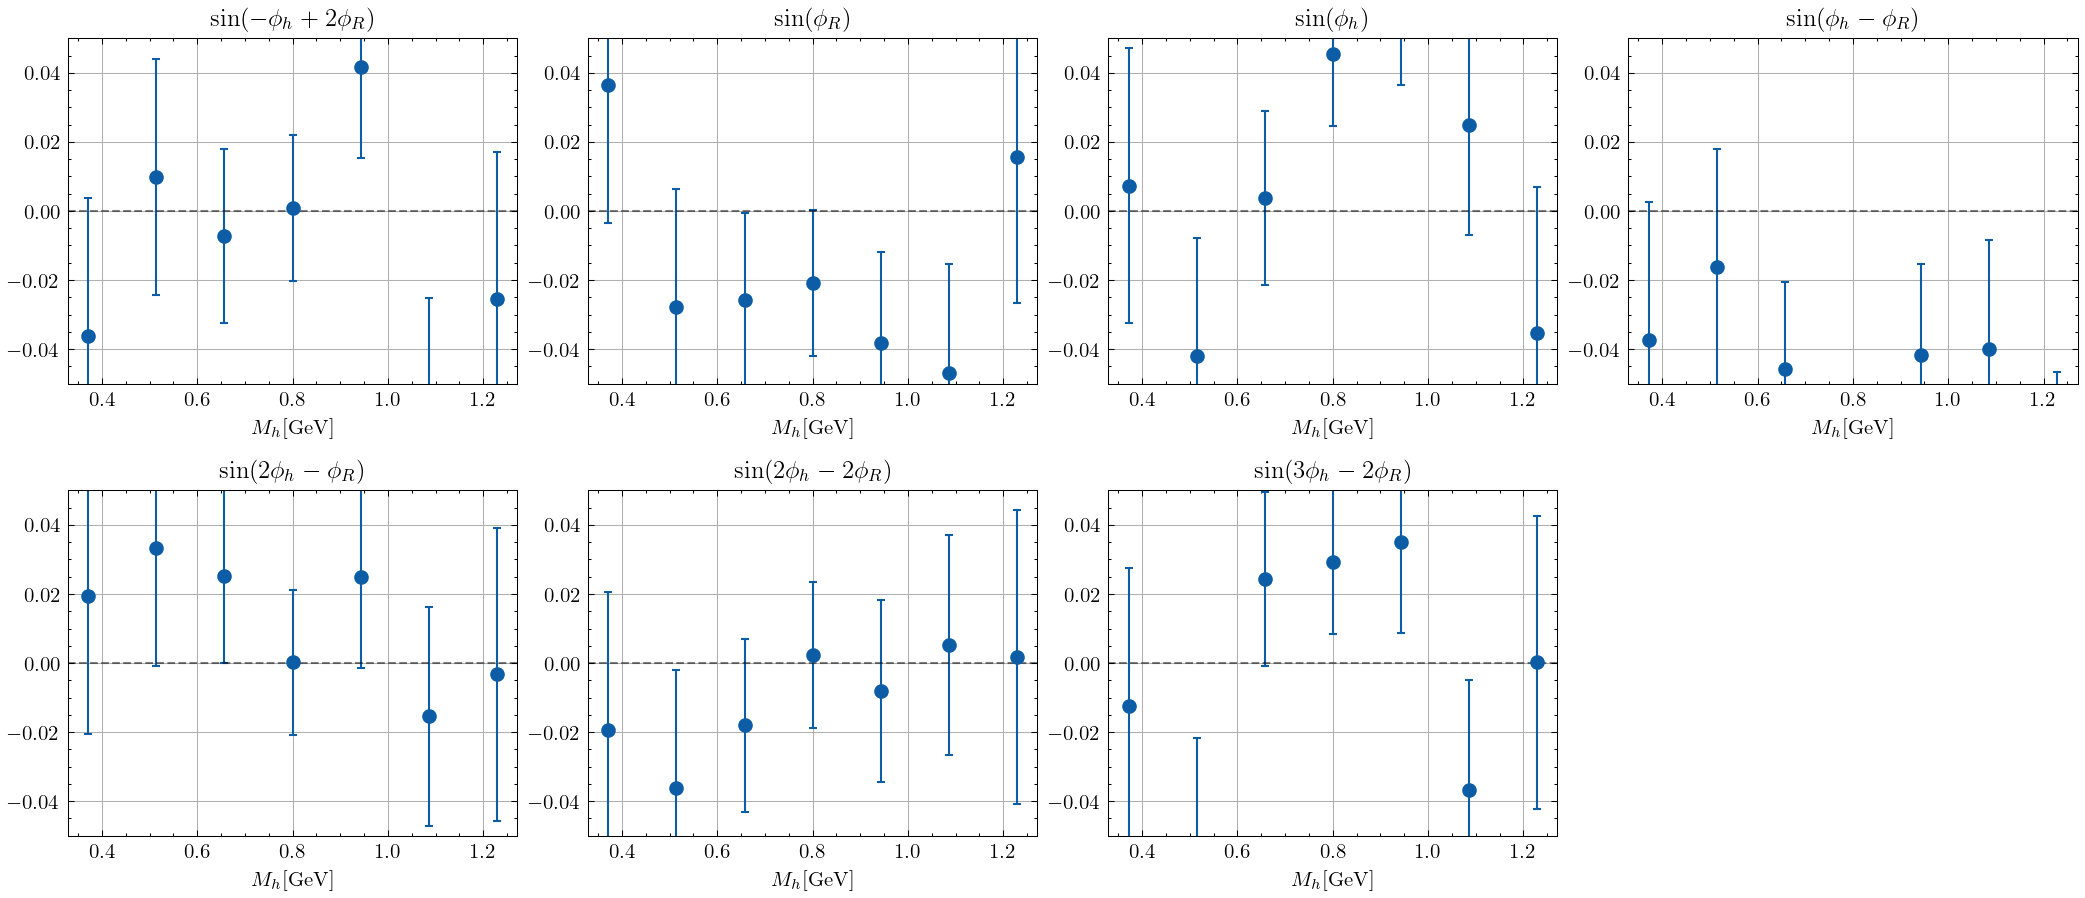 sin(−ϕ_h + 2ϕ_R) sin(ϕ_R) sin(ϕ_h) sin(ϕ_h − ϕ_R)
0.04 0.04 0.04 0.04
0.02 0.02 0.02 0.02
0.00 0.00 0.00 0.00
−0.02 −0.02 −0.02 −0.02
−0.04 −0.04 −0.04 −0.04
0.4 0.6 0.8 1.0 1.2 0.4 0.6 0.8 1.0 1.2 0.4 0.6 0.8 1.0 1.2 0.4 0.6 0.8 1.0 1.2
M_h[GeV] M_h[GeV] M_h[GeV] M_h[GeV]
sin(2ϕ_h − ϕ_R) sin(2ϕ_h − 2ϕ_R) sin(3ϕ_h − 2ϕ_R)
0.04 0.04 0.04
0.02 0.02 0.02
0.00 0.00 0.00
−0.02 −0.02 −0.02
−0.04 −0.04 −0.04
0.4 0.6 0.8 1.0 1.2 0.4 0.6 0.8 1.0 1.2 0.4 0.6 0.8 1.0 1.2
M_h[GeV] M_h[GeV] M_h[GeV]